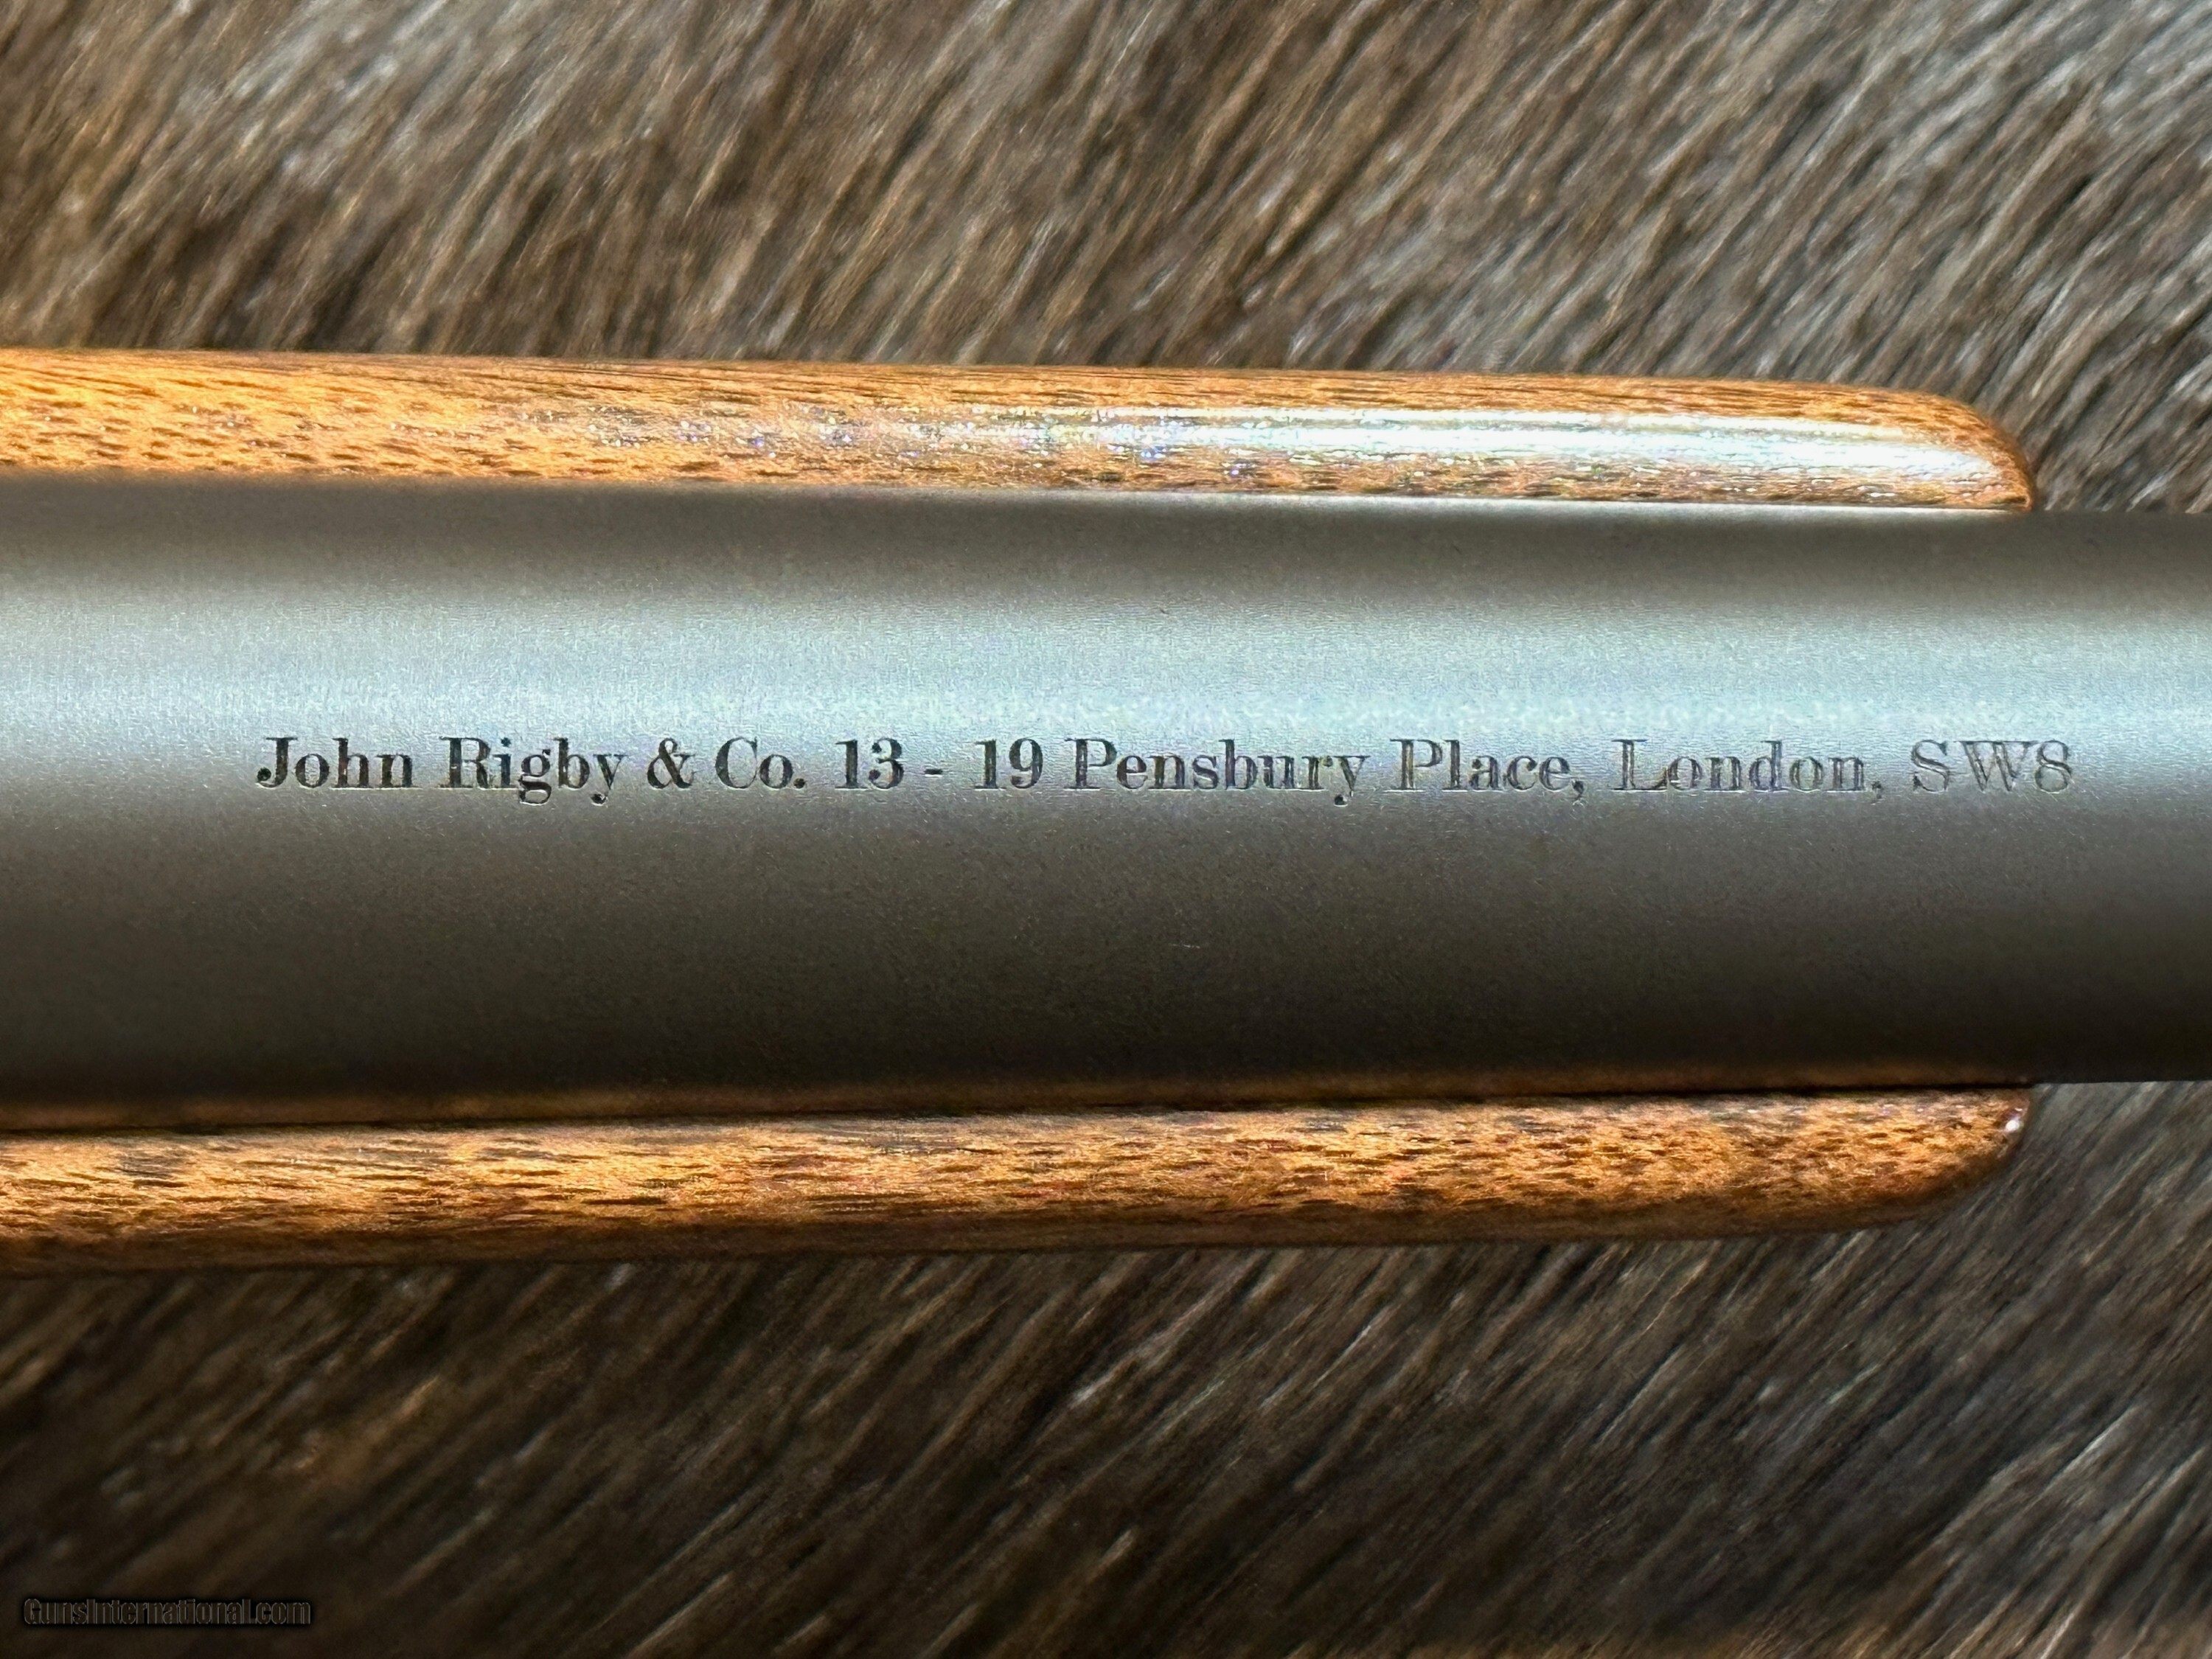 John Rigby & Co. 13 - 19 Pensbury Place, London, SW8
GunsInternational.com